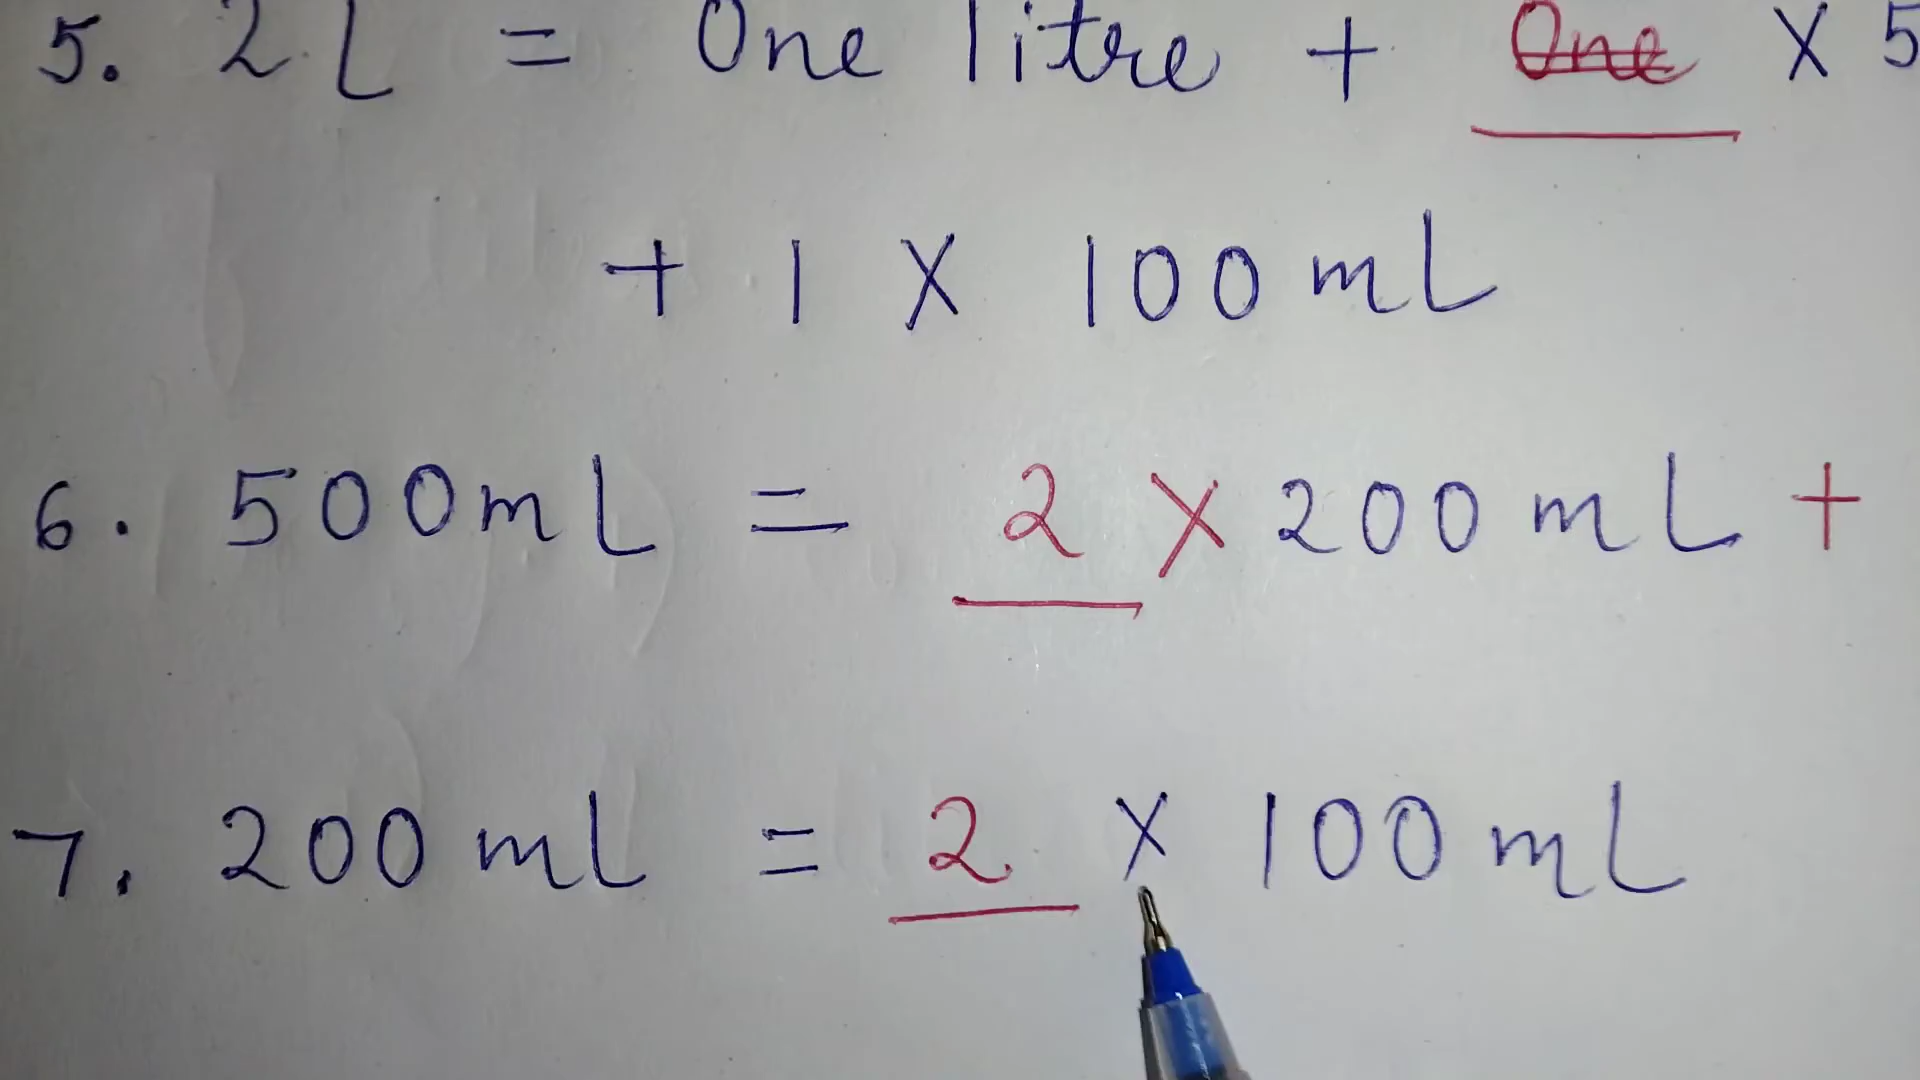 5. 2 L = One litre + One X 5
+ 1 X 100 mL
6. 500 mL = 2 X 200 mL +
7. 200 mL = 2 X 100 mL